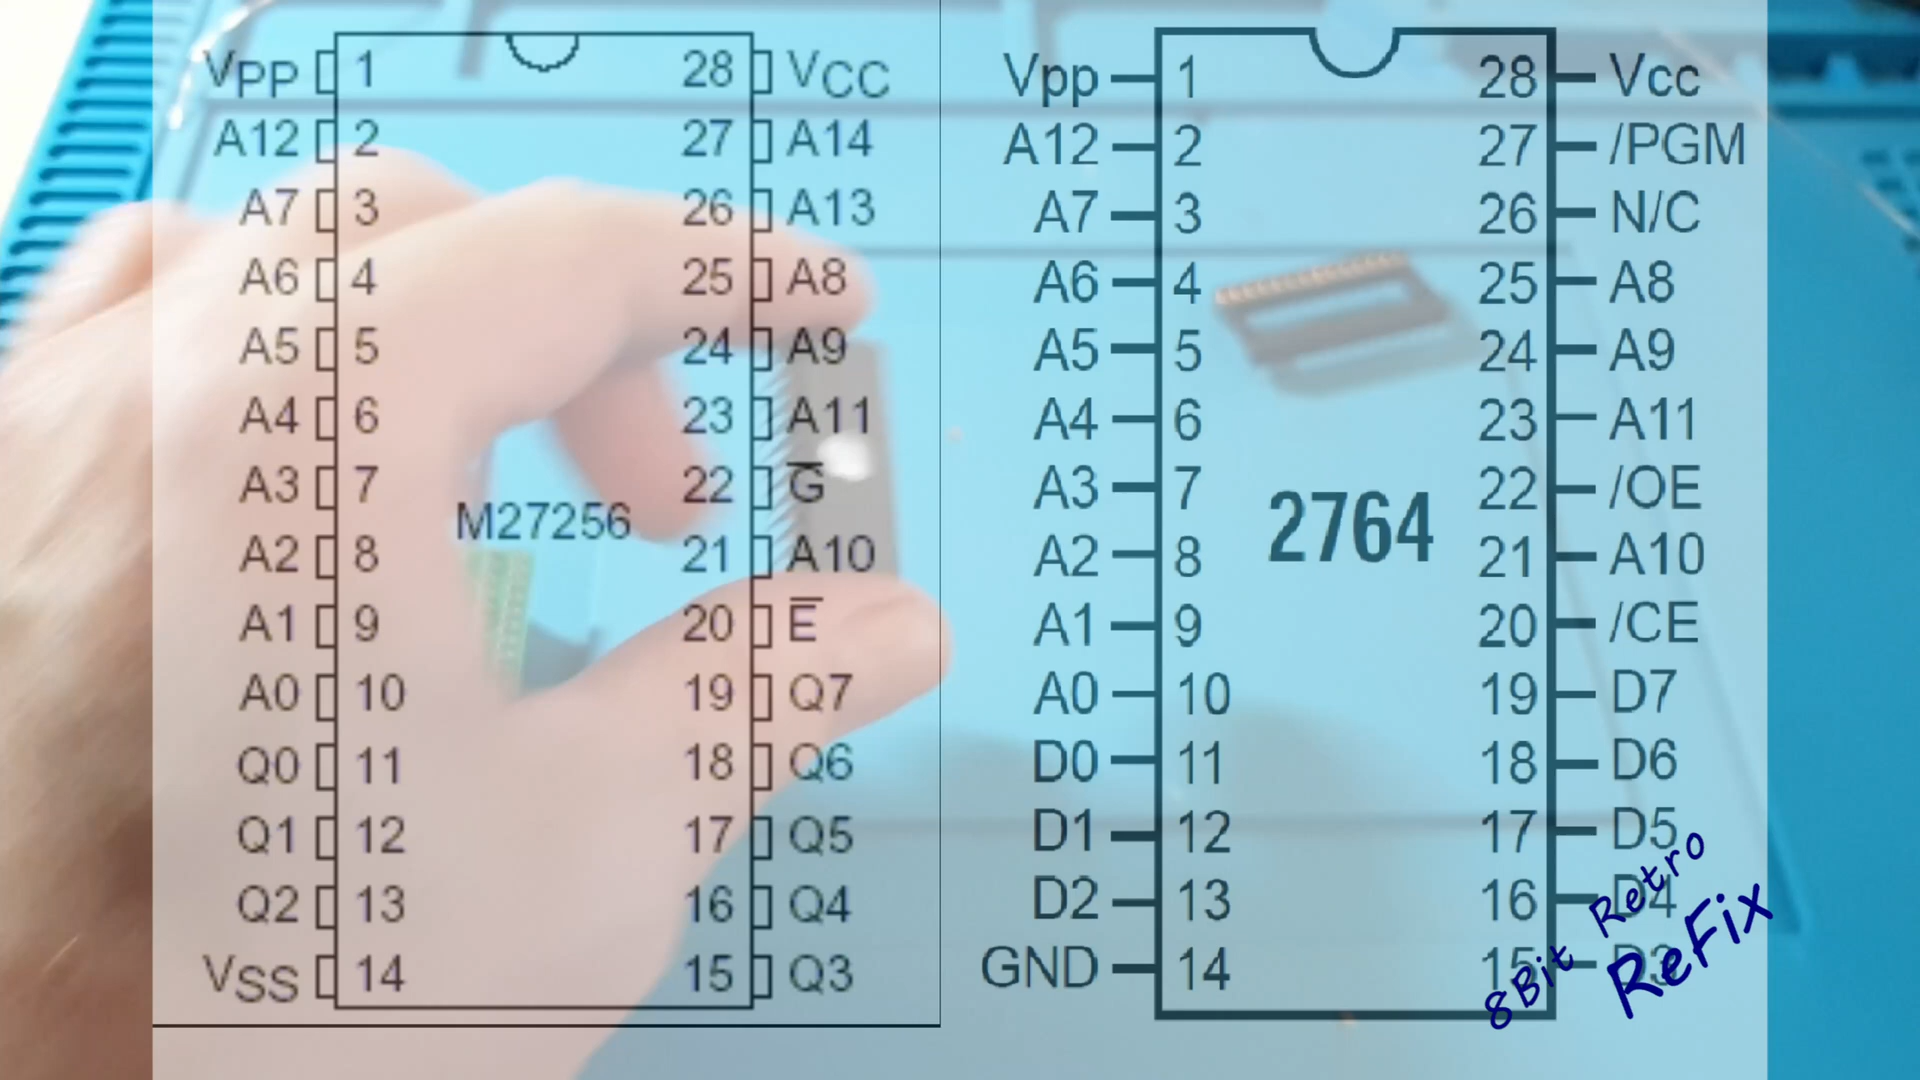 VPP 1 28 VCC
A12 2 27 A14
A7 3 26 A13
A6 4 25 A8
A5 5 24 A9
A4 6 23 A11
A3 7 22 G̅
M27256
A2 8 21 A10
A1 9 20 E̅
A0 10 19 Q7
Q0 11 18 Q6
Q1 12 17 Q5
Q2 13 16 Q4
VSS 14 15 Q3
Vpp 1 28 Vcc
A12 2 27 /PGM
A7 3 26 N/C
A6 4 25 A8
A5 5 24 A9
A4 6 23 A11
A3 7 22 /OE
2764
A2 8 21 A10
A1 9 20 /CE
A0 10 19 D7
D0 11 18 D6
D1 12 17 D5
D2 13 16 D4
GND 14 15 D3
8Bit Retro
ReFix